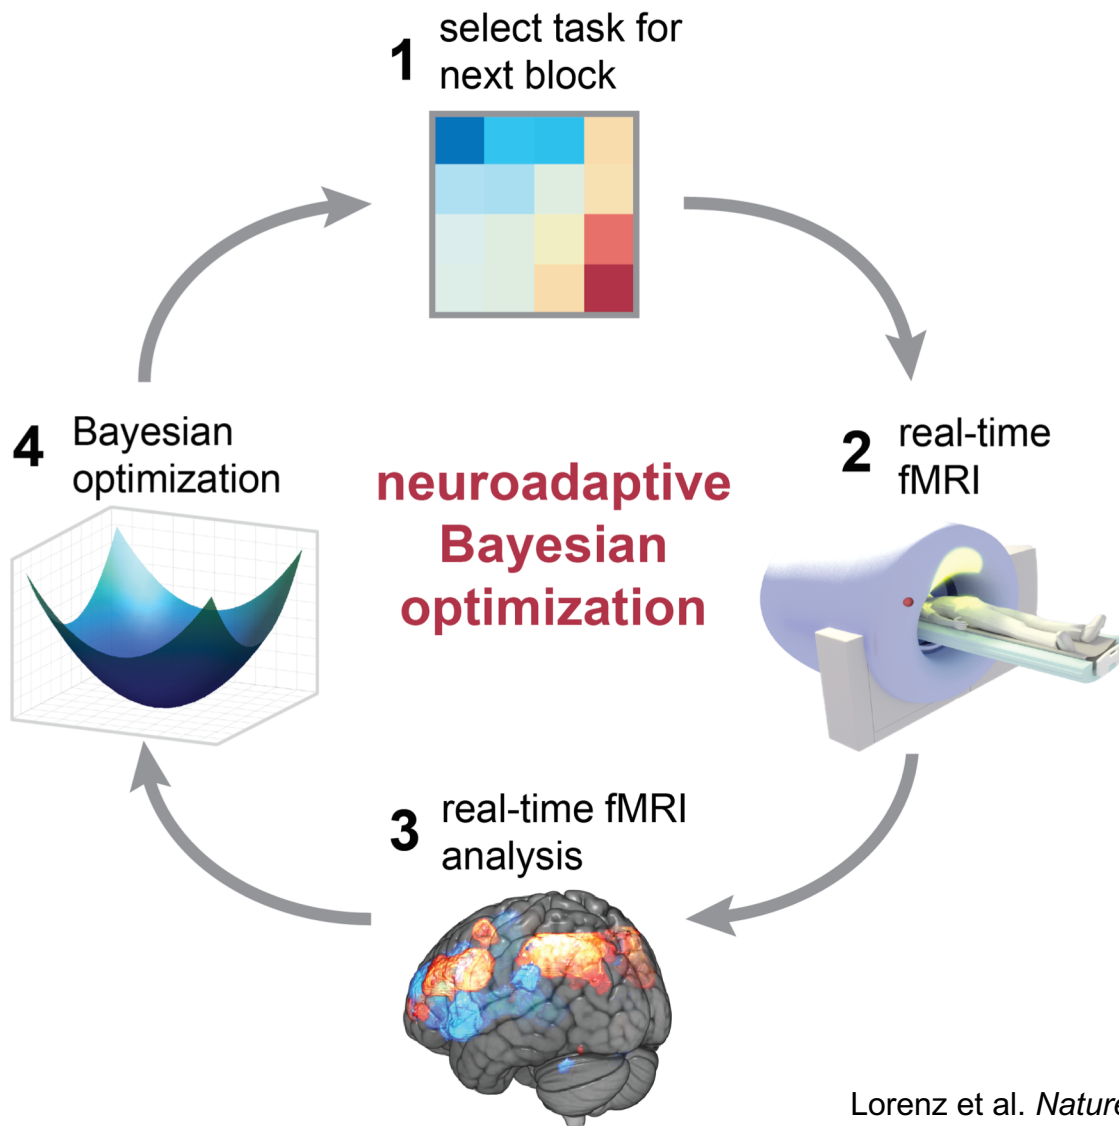 1 select task for
next block
2 real-time
fMRI
3 real-time fMRI
analysis
4 Bayesian
optimization
neuroadaptive
Bayesian
optimization
Lorenz et al. Nature